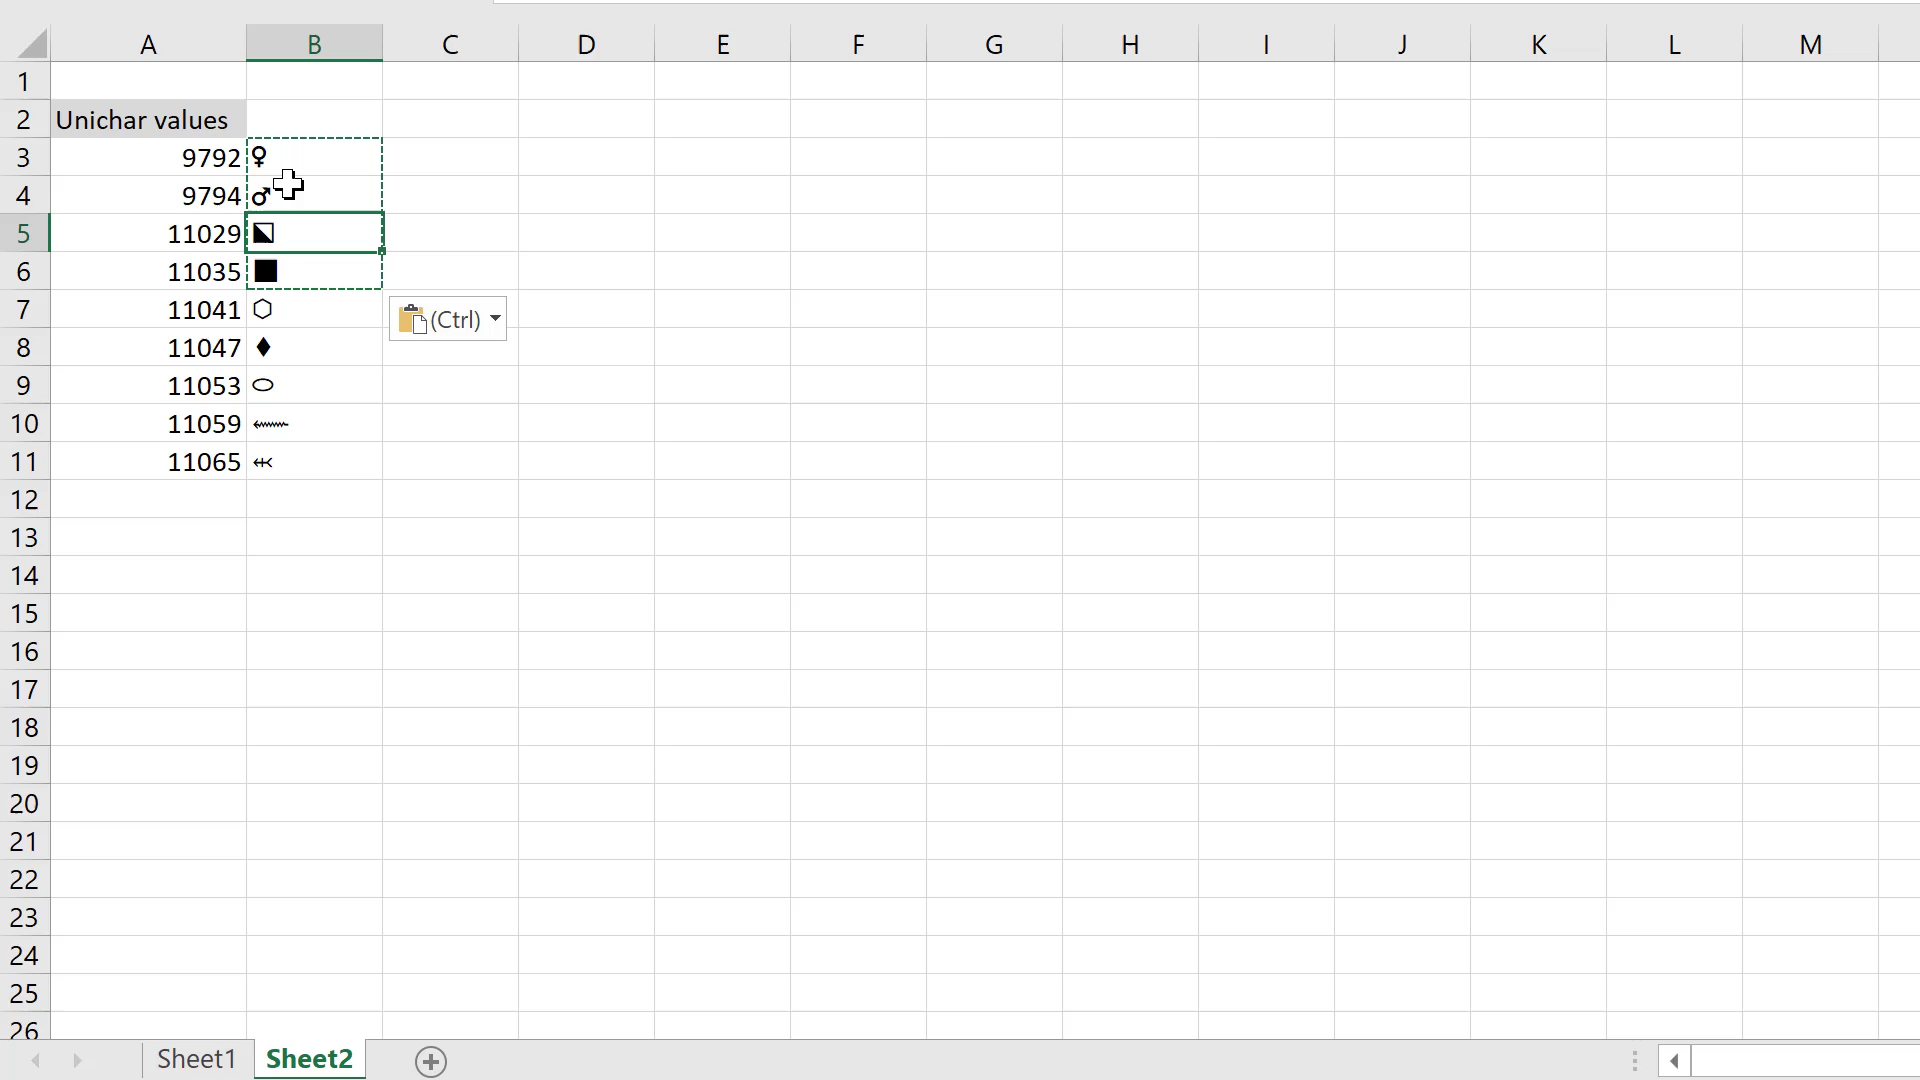 A B C D E F G H I J K L M
1
2 Unichar values
3 9792 ♀
4 9794 ♂
5 11029 ⬕
6 11035 ⬛
7 11041 ⬡
8 11047 ⬧
9 11053 ⬭
10 11059 ⬳
11 11065 ⬹
12
13
14
15
16
17
18
19
20
21
22
23
24
25
26
(Ctrl)
Sheet1 Sheet2